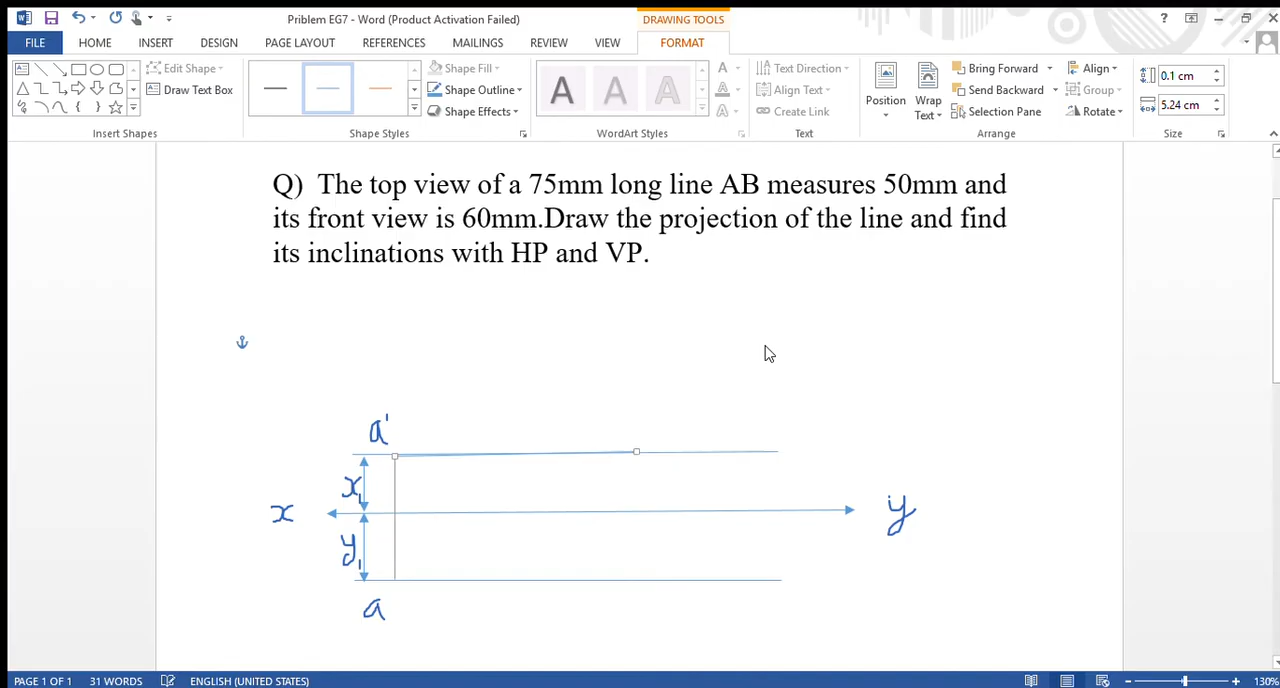 Priblem EG7 - Word (Product Activation Failed)
DRAWING TOOLS
?
FILE
HOME
INSERT
DESIGN
PAGE LAYOUT
REFERENCES
MAILINGS
REVIEW
VIEW
FORMAT
Edit Shape
Draw Text Box
Insert Shapes
Shape Fill
Shape Outline
Shape Effects
Shape Styles
A A A
WordArt Styles
Text Direction
Align Text
Create Link
Text
Position
Wrap
Text
Bring Forward
Send Backward
Selection Pane
Align
Group
Rotate
Arrange
0.1 cm
5.24 cm
Size
Q) The top view of a 75mm long line AB measures 50mm and
its front view is 60mm.Draw the projection of the line and find
its inclinations with HP and VP.
a'
x1
x
y
y1
a
PAGE 1 OF 1
31 WORDS
ENGLISH (UNITED STATES)
130%